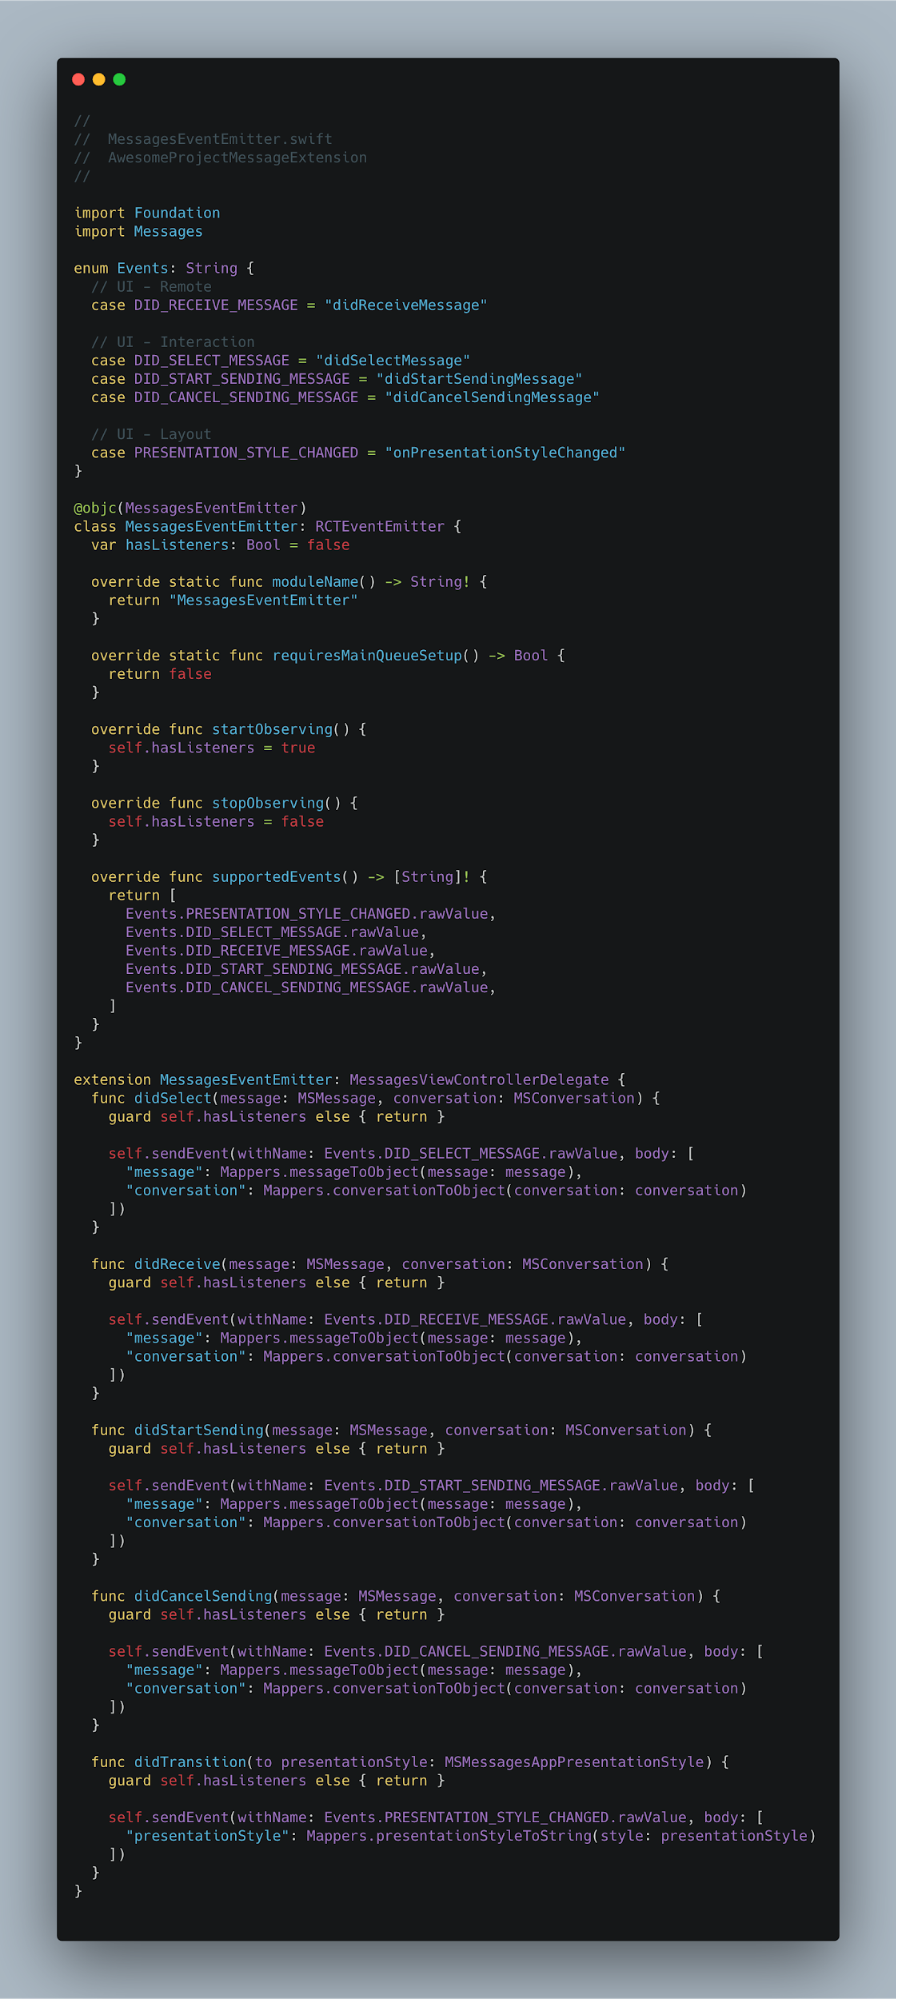 //
//  MessagesEventEmitter.swift
//  AwesomeProjectMessageExtension
//

import Foundation
import Messages

enum Events: String {
  // UI - Remote
  case DID_RECEIVE_MESSAGE = "didReceiveMessage"

  // UI - Interaction
  case DID_SELECT_MESSAGE = "didSelectMessage"
  case DID_START_SENDING_MESSAGE = "didStartSendingMessage"
  case DID_CANCEL_SENDING_MESSAGE = "didCancelSendingMessage"

  // UI - Layout
  case PRESENTATION_STYLE_CHANGED = "onPresentationStyleChanged"
}

@objc(MessagesEventEmitter)
class MessagesEventEmitter: RCTEventEmitter {
  var hasListeners: Bool = false

  override static func moduleName() -> String! {
    return "MessagesEventEmitter"
  }

  override static func requiresMainQueueSetup() -> Bool {
    return false
  }

  override func startObserving() {
    self.hasListeners = true
  }

  override func stopObserving() {
    self.hasListeners = false
  }

  override func supportedEvents() -> [String]! {
    return [
      Events.PRESENTATION_STYLE_CHANGED.rawValue,
      Events.DID_SELECT_MESSAGE.rawValue,
      Events.DID_RECEIVE_MESSAGE.rawValue,
      Events.DID_START_SENDING_MESSAGE.rawValue,
      Events.DID_CANCEL_SENDING_MESSAGE.rawValue,
    ]
  }
}

extension MessagesEventEmitter: MessagesViewControllerDelegate {
  func didSelect(message: MSMessage, conversation: MSConversation) {
    guard self.hasListeners else { return }

    self.sendEvent(withName: Events.DID_SELECT_MESSAGE.rawValue, body: [
      "message": Mappers.messageToObject(message: message),
      "conversation": Mappers.conversationToObject(conversation: conversation)
    ])
  }

  func didReceive(message: MSMessage, conversation: MSConversation) {
    guard self.hasListeners else { return }

    self.sendEvent(withName: Events.DID_RECEIVE_MESSAGE.rawValue, body: [
      "message": Mappers.messageToObject(message: message),
      "conversation": Mappers.conversationToObject(conversation: conversation)
    ])
  }

  func didStartSending(message: MSMessage, conversation: MSConversation) {
    guard self.hasListeners else { return }

    self.sendEvent(withName: Events.DID_START_SENDING_MESSAGE.rawValue, body: [
      "message": Mappers.messageToObject(message: message),
      "conversation": Mappers.conversationToObject(conversation: conversation)
    ])
  }

  func didCancelSending(message: MSMessage, conversation: MSConversation) {
    guard self.hasListeners else { return }

    self.sendEvent(withName: Events.DID_CANCEL_SENDING_MESSAGE.rawValue, body: [
      "message": Mappers.messageToObject(message: message),
      "conversation": Mappers.conversationToObject(conversation: conversation)
    ])
  }

  func didTransition(to presentationStyle: MSMessagesAppPresentationStyle) {
    guard self.hasListeners else { return }

    self.sendEvent(withName: Events.PRESENTATION_STYLE_CHANGED.rawValue, body: [
      "presentationStyle": Mappers.presentationStyleToString(style: presentationStyle)
    ])
  }
}